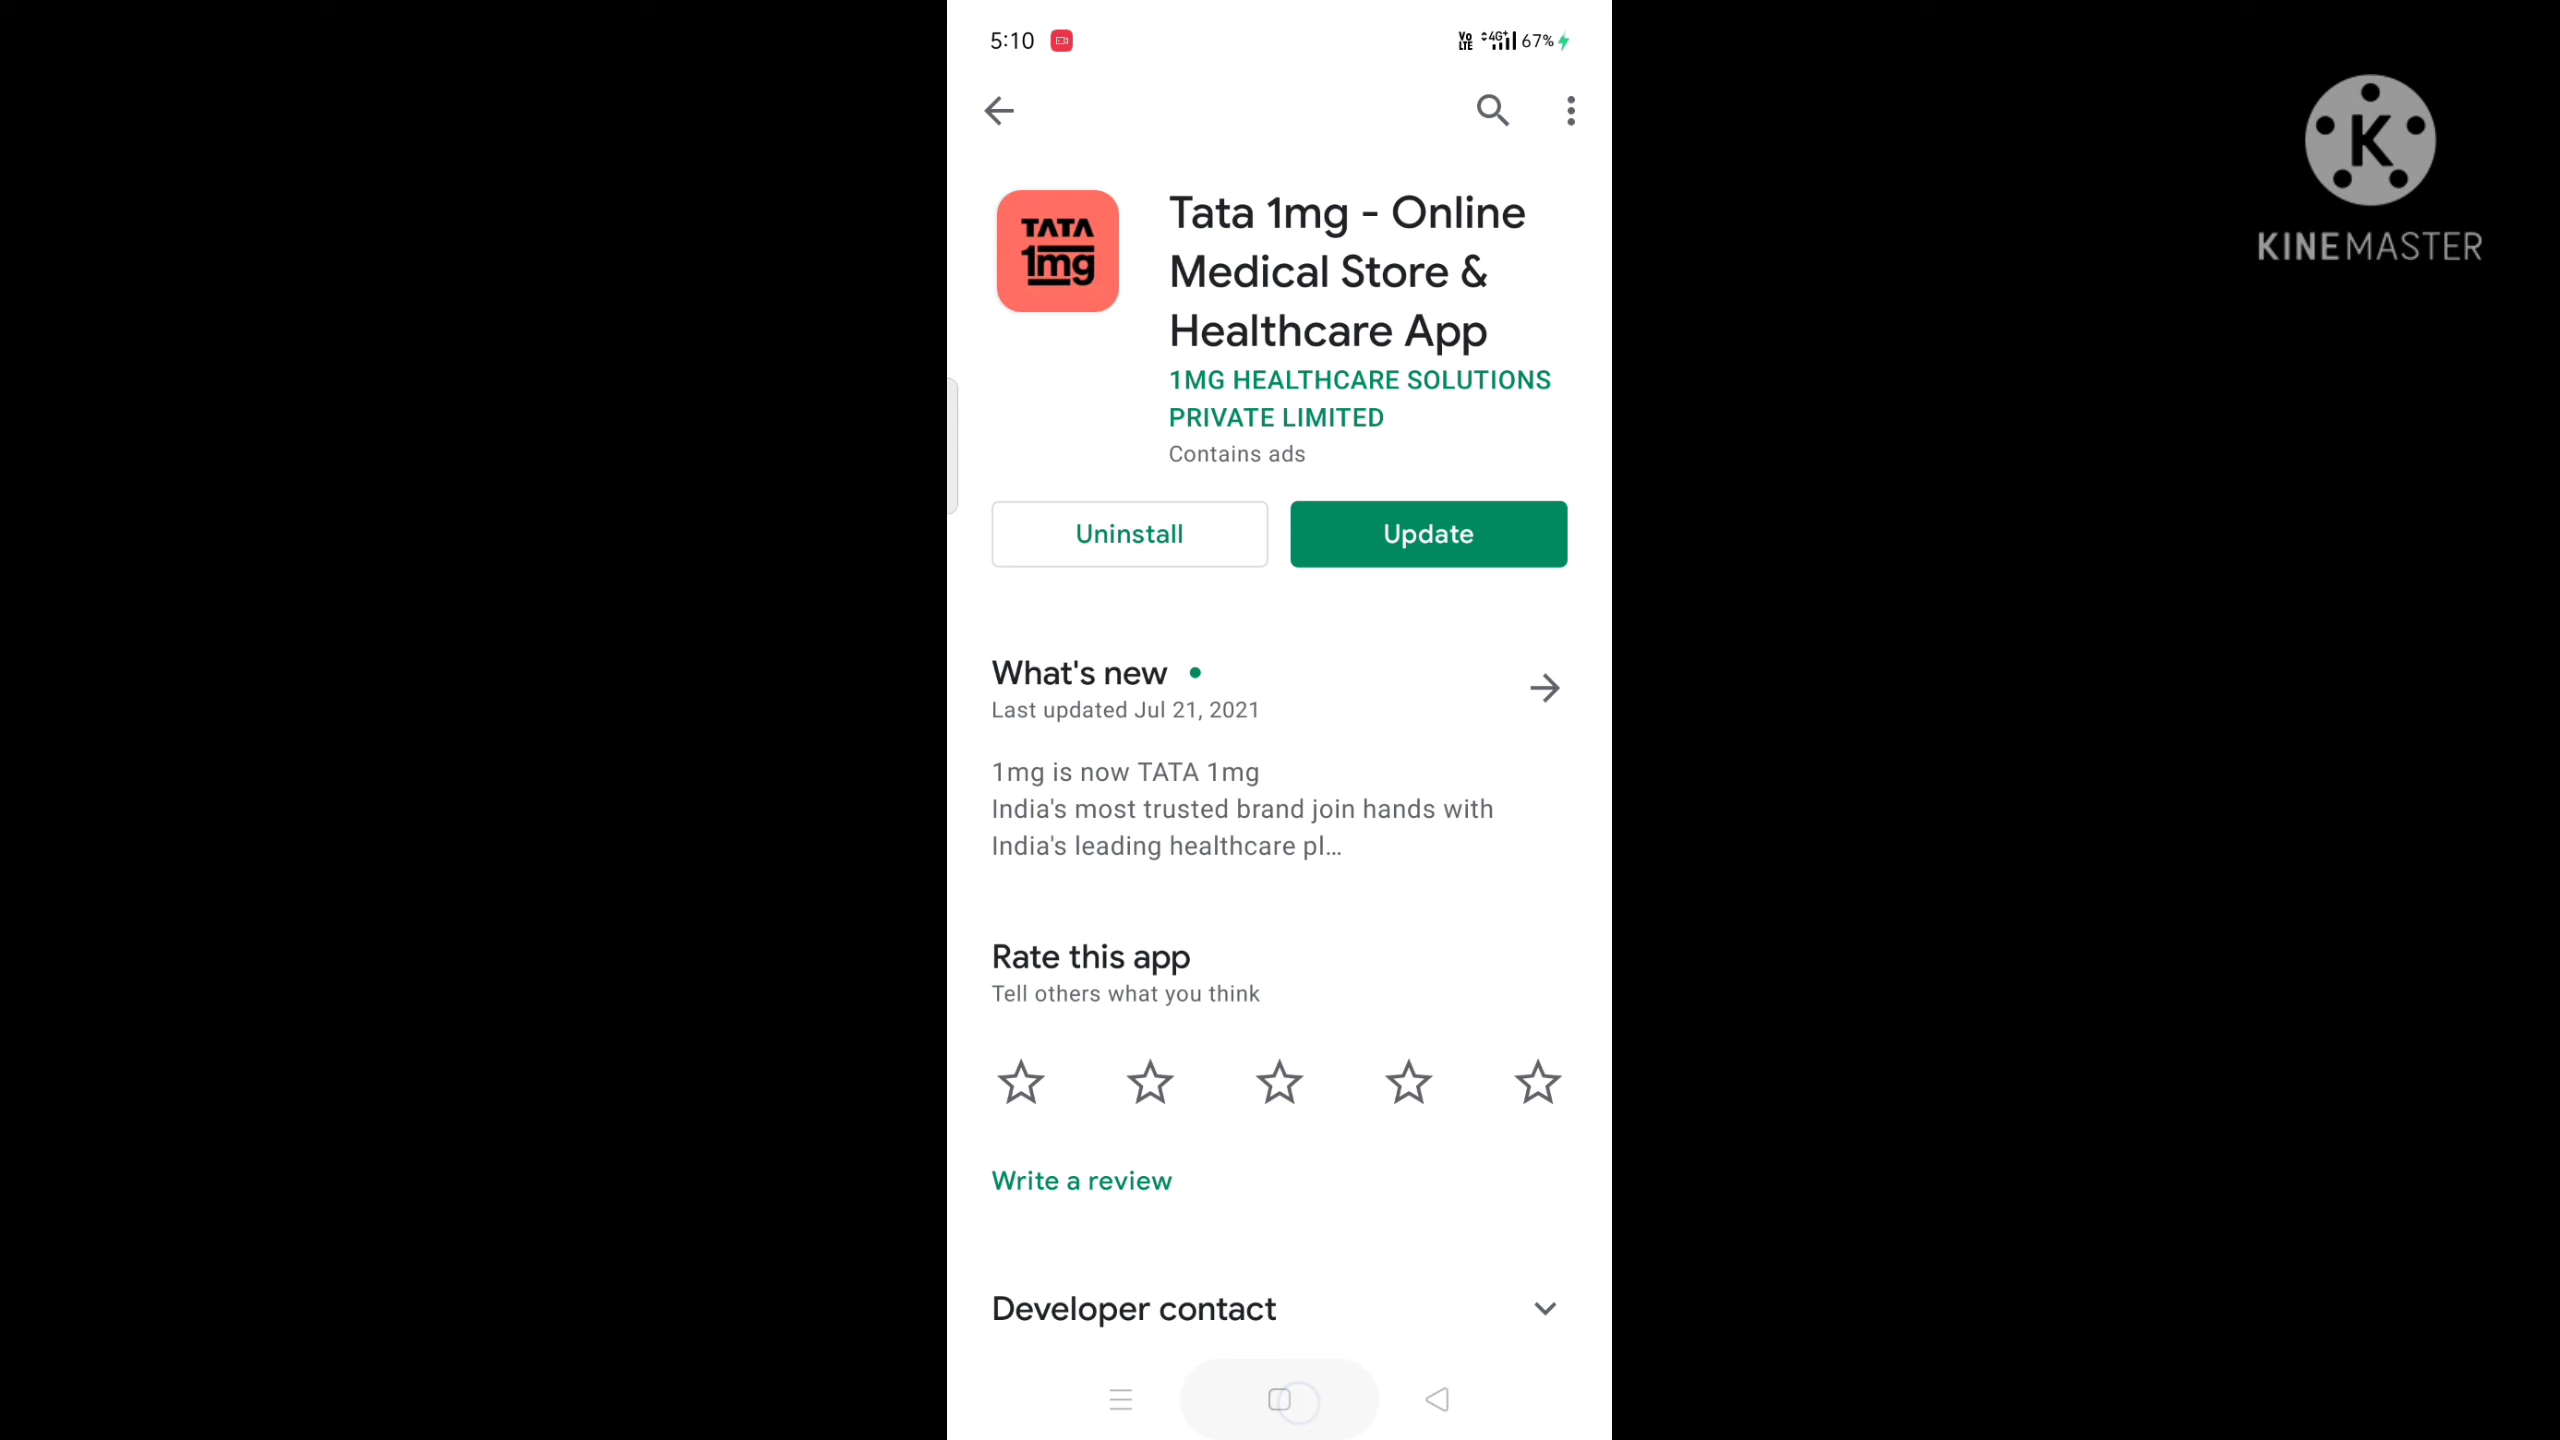 5:10
Vo LTE 4G+ 67%
K
KINEMASTER
TATA
1mg
Tata 1mg - Online
Medical Store &
Healthcare App
1MG HEALTHCARE SOLUTIONS
PRIVATE LIMITED
Contains ads
Uninstall
Update
What's new
Last updated Jul 21, 2021
1mg is now TATA 1mg
India's most trusted brand join hands with
India's leading healthcare pl...
Rate this app
Tell others what you think
Write a review
Developer contact